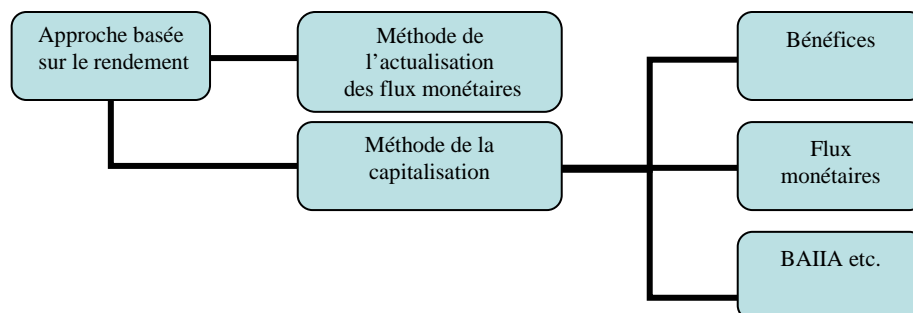 Approche basée
sur le rendement
Méthode de
l'actualisation
des flux monétaires
Méthode de la
capitalisation
Bénéfices
Flux
monétaires
BAIIA etc.